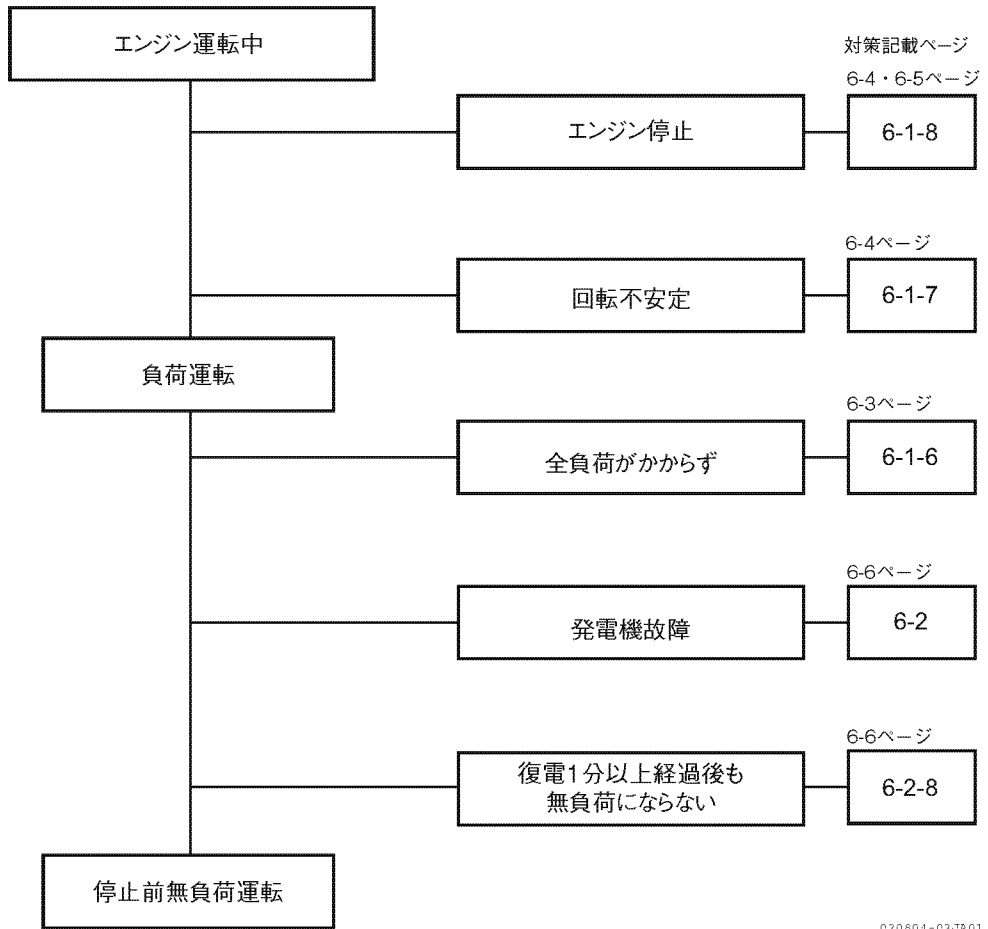 エンジン運転中
対策記載ページ
6-4・6-5ページ
エンジン停止
6-1-8
6-4ページ
回転不安定
6-1-7
負荷運転
6-3ページ
全負荷がかからず
6-1-6
6-6ページ
発電機故障
6-2
6-6ページ
復電1分以上経過後も
無負荷にならない
6-2-8
停止前無負荷運転
020804-03JA01